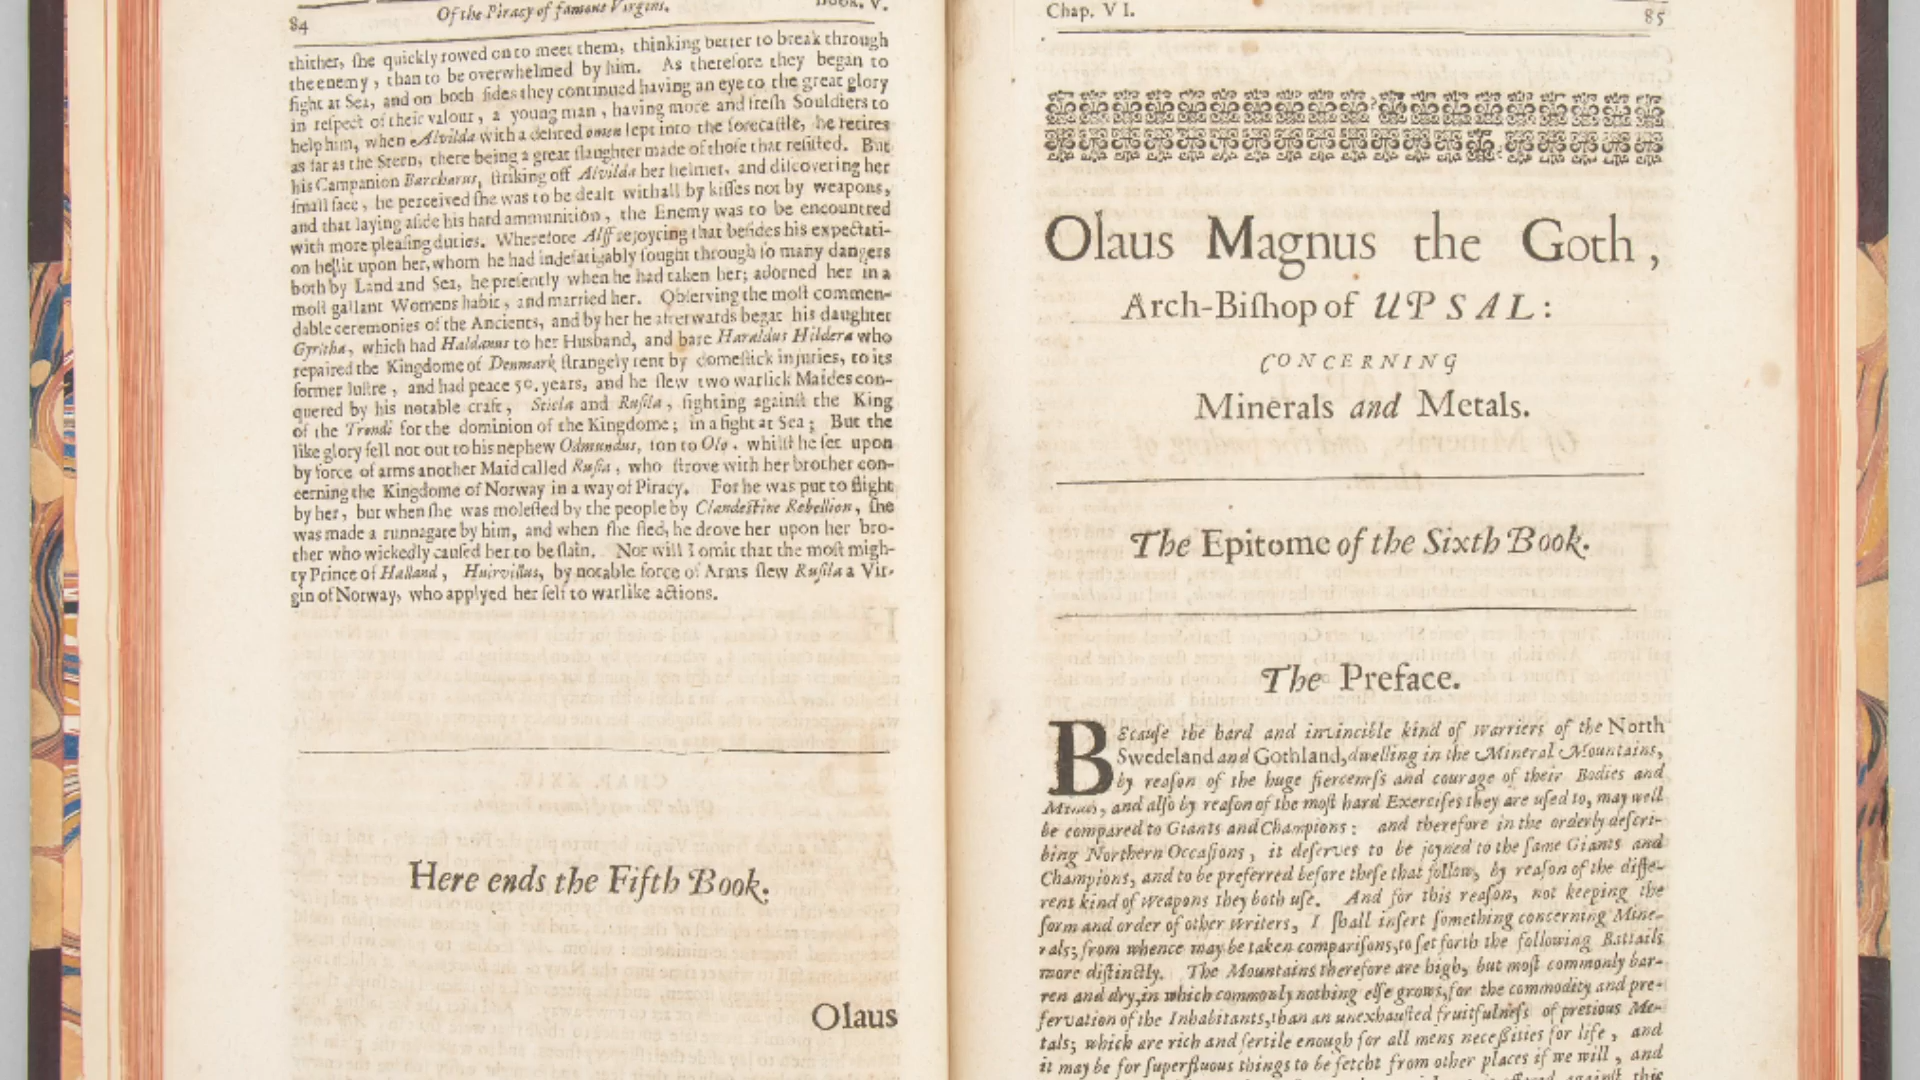 84 Of the Piracy of famous Virgins. Book. V.
thither, ſhe quickly rowed on to meet them, thinking better to break through
the enemy, than to be overwhelmed by him. As therefore they began to
fight at Sea, and on both ſides they continued having an eye to the great glory
in reſpect of their valour, a young man, having more and freſh Souldiers to
help him, when Alvilda with a deſired omen lept into the forecaſtle, he retires
as far as the Stern, there being a great ſlaughter made of thoſe that reſiſted. But
his Campanion Barcharus, ſtriking off Alvilda her helmet, and diſcovering her
ſmall face, he perceived ſhe was to be dealt withall by kiſſes not by weapons,
and that laying aſide his hard ammunition, the Enemy was to be encountred
with more pleaſing duties. Wherefore Alff rejoycing that beſides his expectati-
on he lit upon her, whom he had indefatigably ſought through ſo many dangers
both by Land and Sea, he preſently when he had taken her; adorned her in a
moſt gallant Womens habit, and married her. Obſerving the moſt commen-
dable ceremonies of the Ancients, and by her he afterwards begat his daughter
Gyritha, which had Haldanus to her Husband, and bare Haraldus Hildera who
repaired the Kingdome of Denmark ſtrangely rent by domeſtick injuries, to its
former luſtre, and had peace 50. years, and he ſlew two warlick Maides con-
quered by his notable craft, Sticla and Ruſila, fighting againſt the King
of the Trondi for the dominion of the Kingdome; in a fight at Sea; But the
like glory fell not out to his nephew Odmundus, ſon to Olo, whilſt he ſet upon
by force of arms another Maid called Ruſia, who ſtrove with her brother con-
cerning the Kingdome of Norway in a way of Piracy. For he was put to flight
by her, but when ſhe was moleſted by the people by Clandeſtine Rebellion, ſhe
was made a runnagate by him, and when ſhe fled, he drove her upon her bro-
ther who wickedly cauſed her to be ſlain. Nor will I omit that the moſt migh-
ty Prince of Halland, Huirvillus, by notable force of Arms ſlew Ruſila a Vir-
gin of Norway, who applyed her ſelf to warlike actions.
Here ends the Fifth Book.
Olaus
Chap. VI. 85
Olaus Magnus the Goth,
Arch-Biſhop of UPSAL:
CONCERNING
Minerals and Metals.
The Epitome of the Sixth Book.
The Preface.
BEcauſe the hard and invincible kind of Warriers of the North
Swedeland and Gothland, dwelling in the Mineral Mountains,
by reaſon of the huge fierceneſs and courage of their Bodies and
Minds, and alſo by reaſon of the moſt hard Exerciſes they are uſed to, may well
be compared to Giants and Champions: and therefore in the orderly deſcri-
bing Northern Occaſions, it deſerves to be joyned to the ſame Giants and
Champions, and to be preferred before theſe that follow, by reaſon of the diffe-
rent kind of Weapons they both uſe. And for this reaſon, not keeping the
form and order of other Writers, I ſhall inſert ſomething concerning Mine-
rals; from whence may be taken compariſons, to ſet forth the following Battails
more diſtinctly. The Mountains therefore are high, but moſt commonly bar-
ren and dry, in which commonly nothing elſe grows, for the commodity and pre-
ſervation of the Inhabitants, than an unexhauſted fruitfulneſs of pretious Me-
tals; which are rich and fertile enough for all mens neceſſities for life, and
it may be for ſuperfluous things to be fetcht from other places if we will, and
againſt this